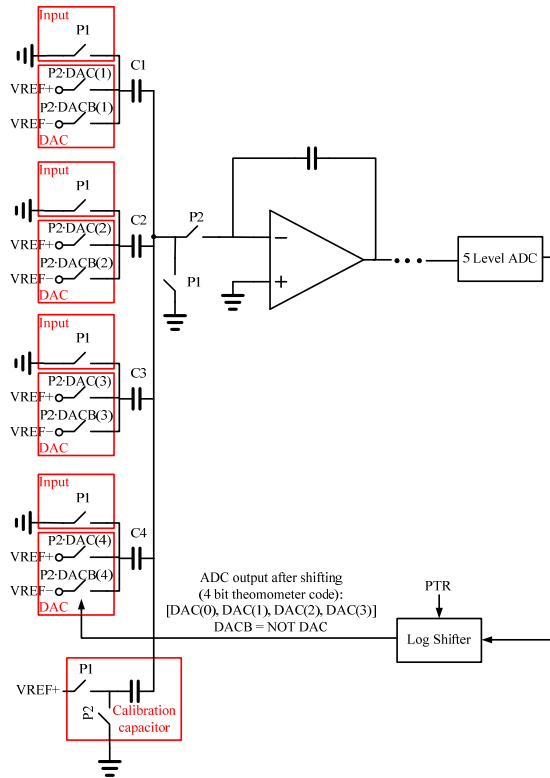 Input
P1
C1
P2·DAC(1)
VREF+
P2·DACB(1)
VREF−
DAC
Input
P1
C2
P2·DAC(2)
VREF+
P2·DACB(2)
VREF−
DAC
P2
P1
−
+
5 Level ADC
Input
P1
C3
P2·DAC(3)
VREF+
P2·DACB(3)
VREF−
DAC
Input
P1
C4
P2·DAC(4)
VREF+
P2·DACB(4)
VREF−
DAC
ADC output after shifting
(4 bit theomometer code):
[DAC(0), DAC(1), DAC(2), DAC(3)]
DACB = NOT DAC
PTR
Log Shifter
P1
VREF+
P2
Calibration
capacitor